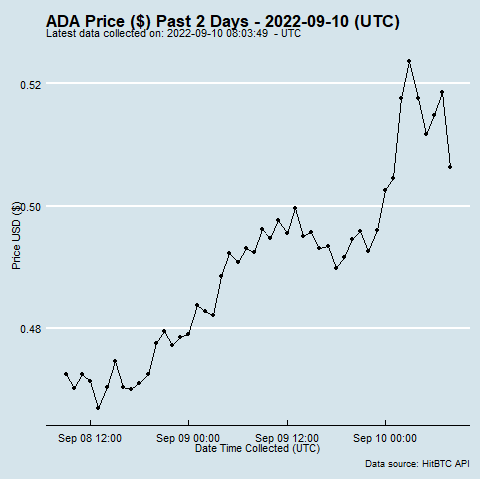 ADA Price ($) Past 2 Days - 2022-09-10 (UTC)
Latest data collected on: 2022-09-10 08:03:49 - UTC
0.52
0.50
0.48
Price USD ($)
Sep 08 12:00 Sep 09 00:00 Sep 09 12:00 Sep 10 00:00
Date Time Collected (UTC)
Data source: HitBTC API